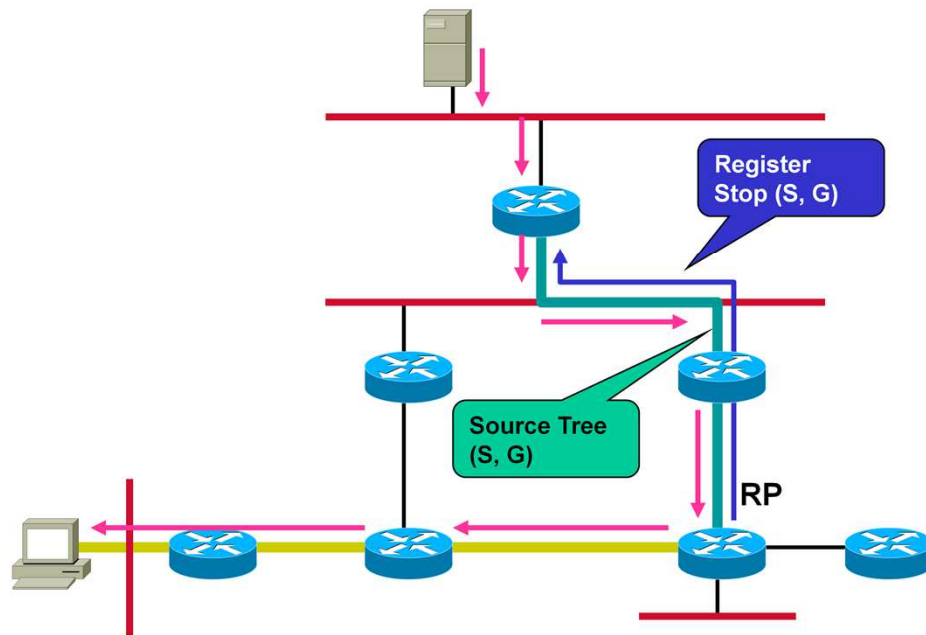 Register
Stop (S, G)
Source Tree
(S, G)
RP